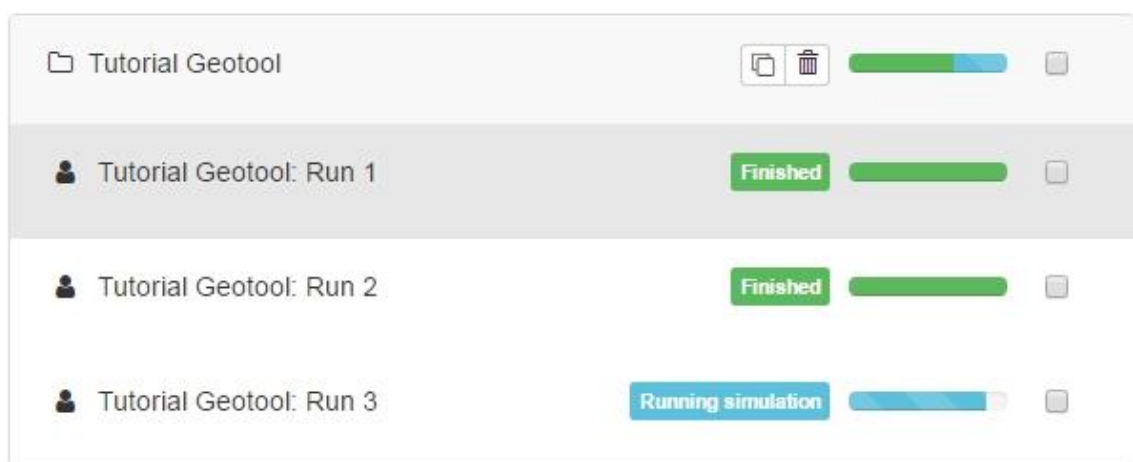 Tutorial Geotool
Tutorial Geotool: Run 1 Finished
Tutorial Geotool: Run 2 Finished
Tutorial Geotool: Run 3 Running simulation